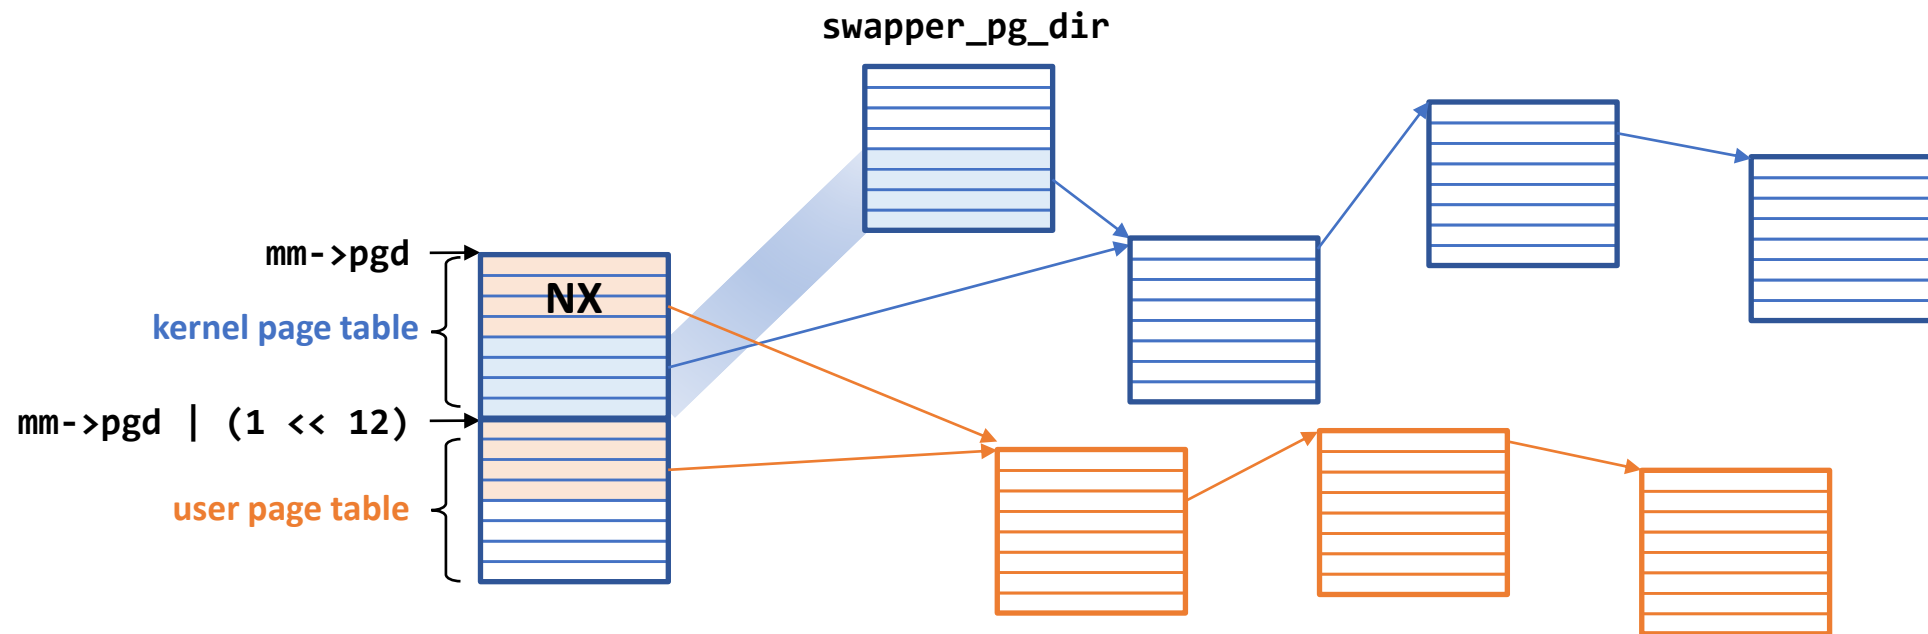 swapper_pg_dir
mm->pgd
NX
kernel page table
mm->pgd | (1 << 12)
user page table